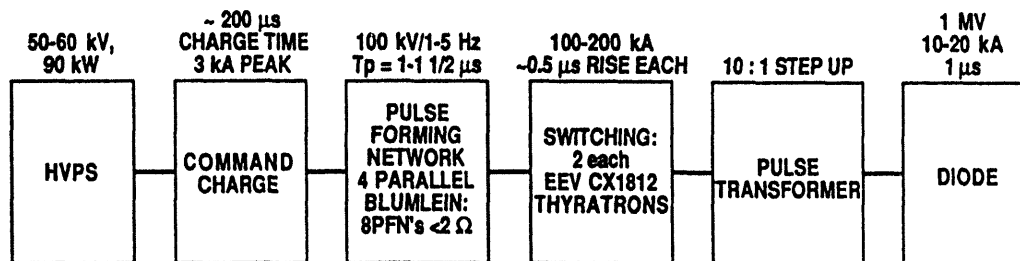 50-60 kV,
90 kW
HVPS
~ 200 µs
CHARGE TIME
3 kA PEAK
COMMAND
CHARGE
100 kV/1-5 Hz
Tp = 1-1 1/2 µs
PULSE
FORMING
NETWORK
4 PARALLEL
BLUMLEIN:
8PFN's <2 Ω
100-200 kA
~0.5 µs RISE EACH
SWITCHING:
2 each
EEV CX1812
THYRATRONS
10 : 1 STEP UP
PULSE
TRANSFORMER
1 MV
10-20 kA
1 µs
DIODE